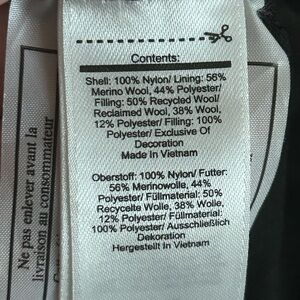 Contents:
Shell: 100% Nylon/ Lining: 56%
Merino Wool, 44% Polyester/
Filling: 50% Recycled Wool/
Reclaimed Wool, 38% Wool,
12% Polyester/ Filling: 100%
Polyester/ Exclusive Of
Decoration
Made In Vietnam
Oberstoff: 100% Nylon/ Futter:
56% Merinowolle, 44%
Polyester/ Füllmaterial: 50%
Recycelte Wolle, 38% Wolle,
12% Polyester/ Füllmaterial:
100% Polyester/ Ausschließlich
Dekoration
Hergestellt In Vietnam
Ne pas enlever avant la
livraison au consommateur